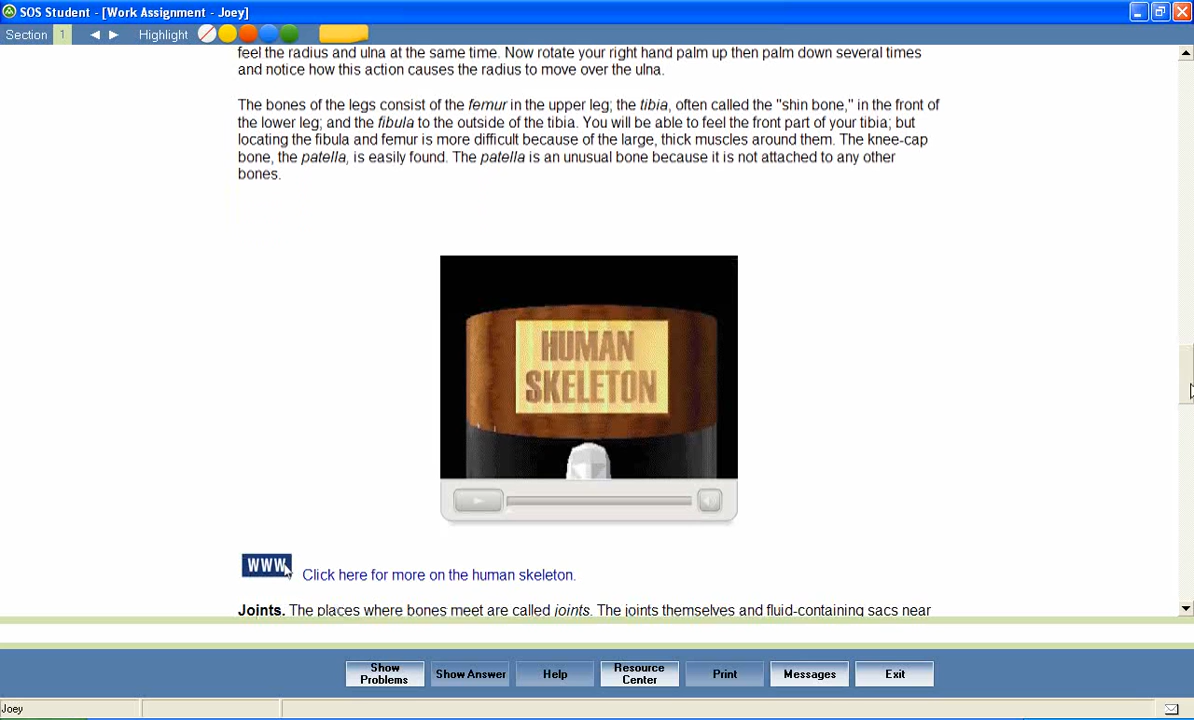 SOS Student - [Work Assignment - Joey]
Section 1 Highlight
feel the radius and ulna at the same time. Now rotate your right hand palm up then palm down several times
and notice how this action causes the radius to move over the ulna.
The bones of the legs consist of the femur in the upper leg; the tibia, often called the "shin bone," in the front of
the lower leg; and the fibula to the outside of the tibia. You will be able to feel the front part of your tibia; but
locating the fibula and femur is more difficult because of the large, thick muscles around them. The knee-cap
bone, the patella, is easily found. The patella is an unusual bone because it is not attached to any other
bones.
HUMAN
SKELETON
WWW Click here for more on the human skeleton.
Joints. The places where bones meet are called joints. The joints themselves and fluid-containing sacs near
Show Problems Show Answer Help Resource Center Print Messages Exit
Joey